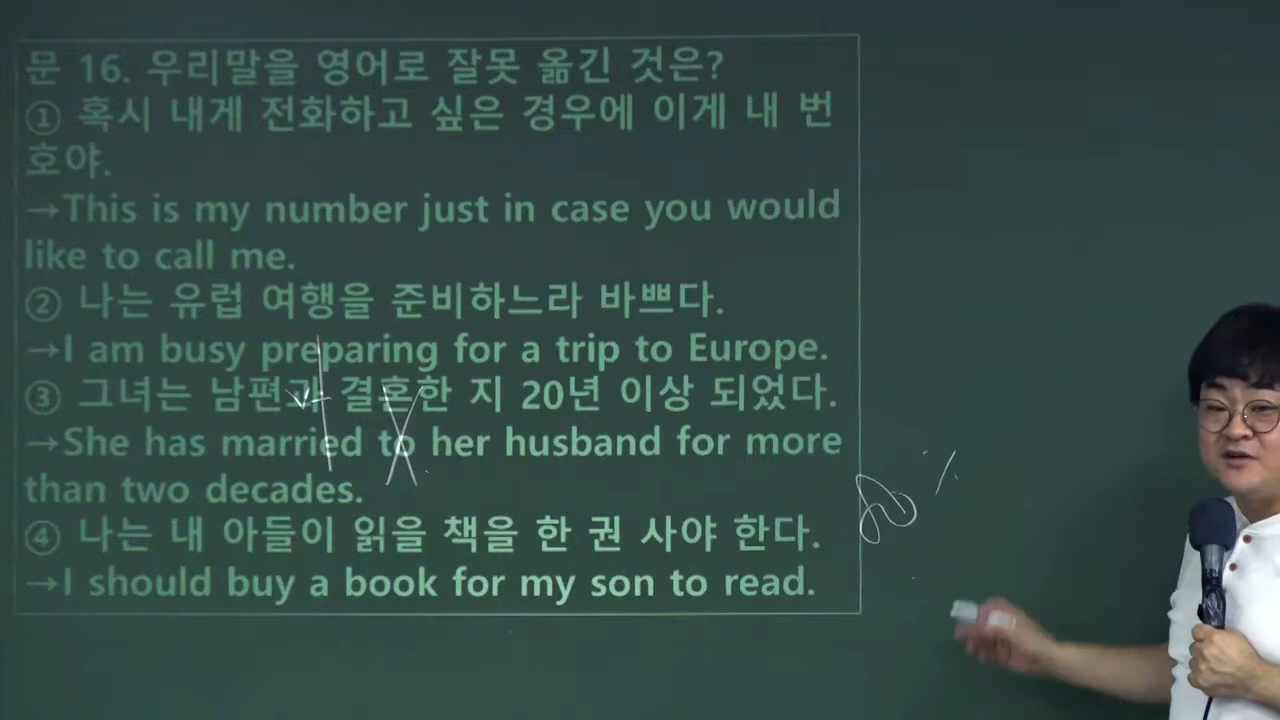 문 16. 우리말을 영어로 잘못 옮긴 것은?
① 혹시 내게 전화하고 싶은 경우에 이게 내 번
호야.
→This is my number just in case you would
like to call me.
② 나는 유럽 여행을 준비하느라 바쁘다.
→I am busy preparing for a trip to Europe.
③ 그녀는 남편과 결혼한 지 20년 이상 되었다.
→She has married to her husband for more
than two decades.
④ 나는 내 아들이 읽을 책을 한 권 사야 한다.
→I should buy a book for my son to read.